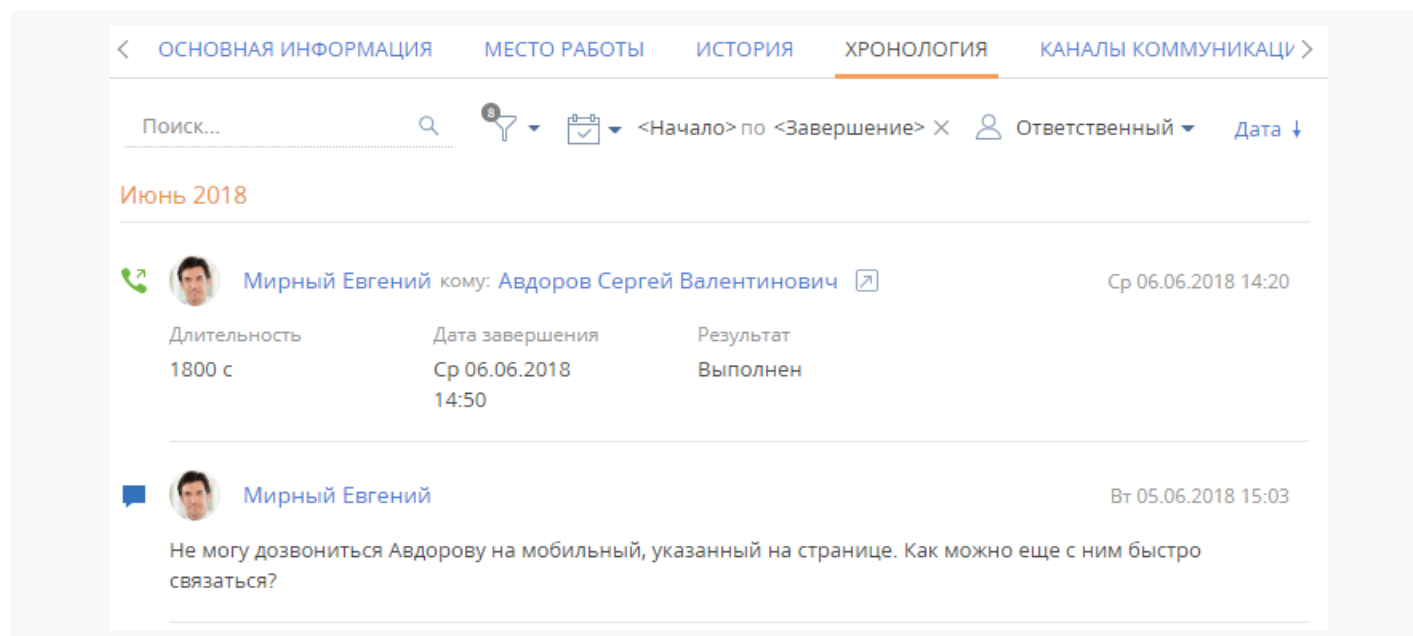 ОСНОВНАЯ ИНФОРМАЦИЯ МЕСТО РАБОТЫ ИСТОРИЯ ХРОНОЛОГИЯ КАНАЛЫ КОММУНИКАЦИ
Поиск... 8 <Начало> по <Завершение> Ответственный Дата
Июнь 2018
Мирный Евгений кому: Авдоров Сергей Валентинович Ср 06.06.2018 14:20
Длительность Дата завершения Результат
1800 с Ср 06.06.2018 Выполнен
14:50
Мирный Евгений Вт 05.06.2018 15:03
Не могу дозвониться Авдорову на мобильный, указанный на странице. Как можно еще с ним быстро
связаться?